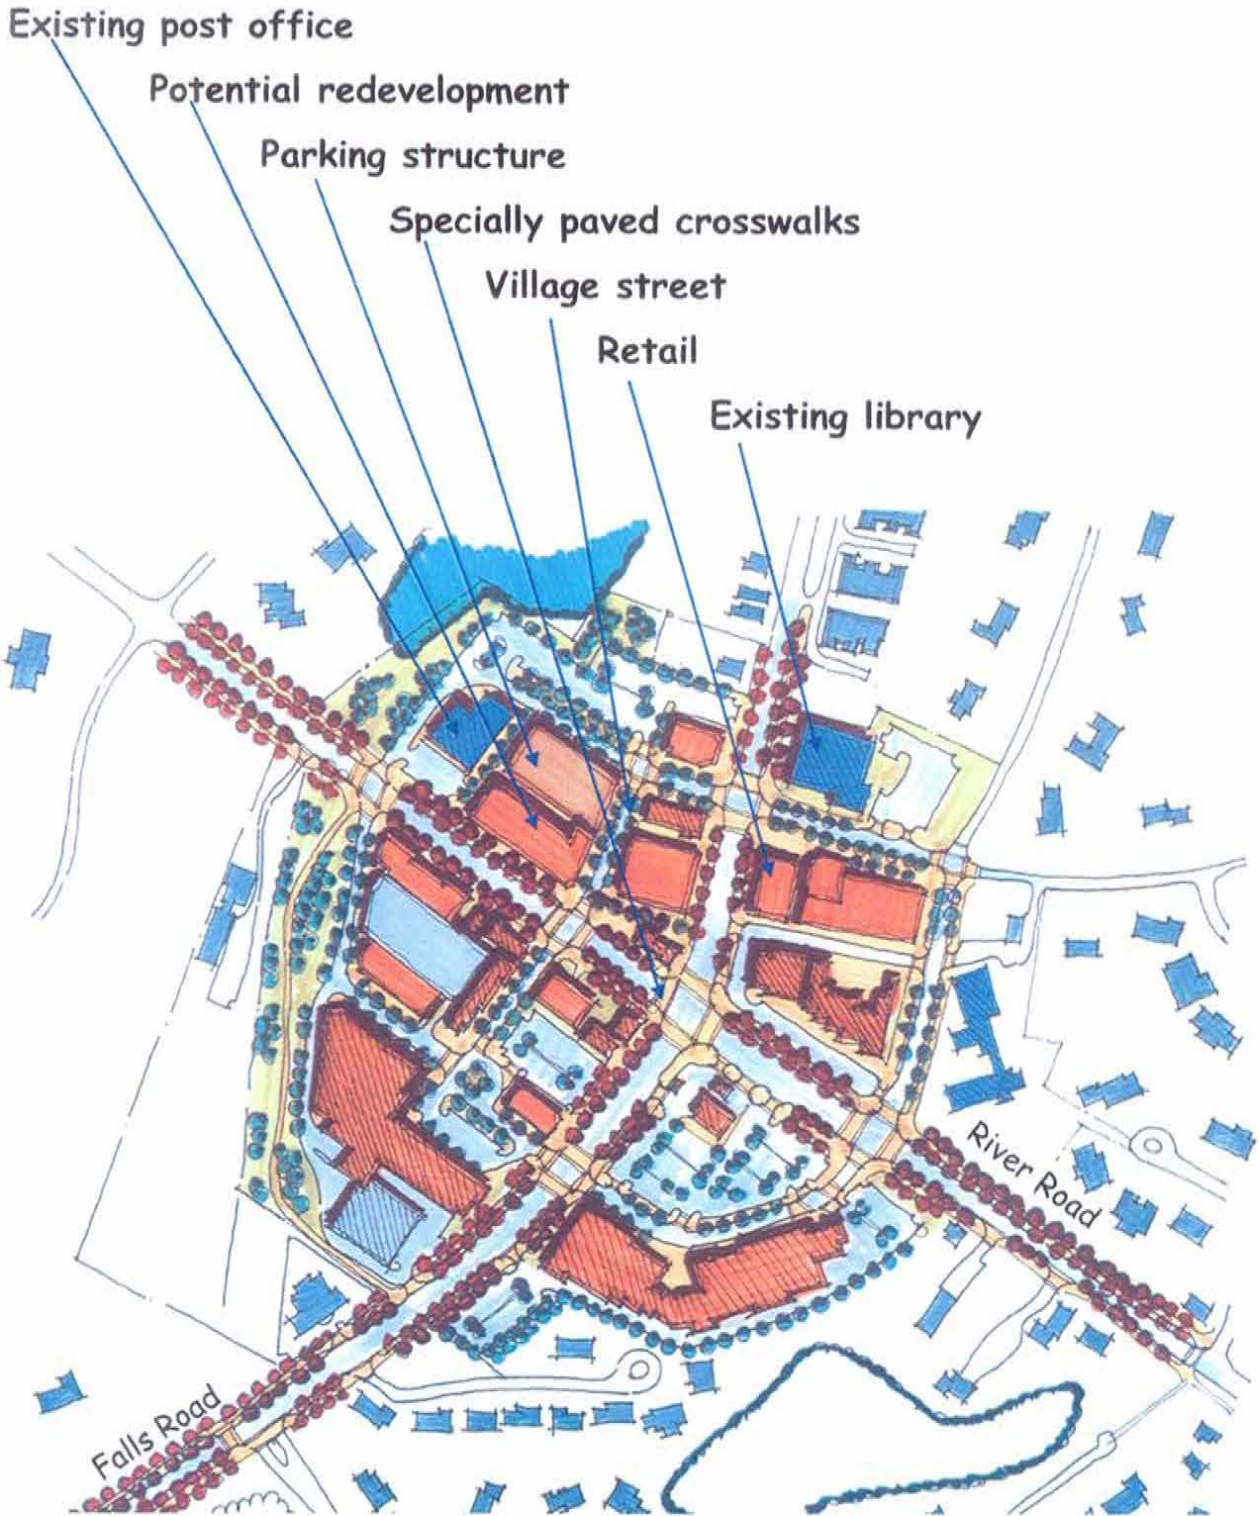 Existing post office
Potential redevelopment
Parking structure
Specially paved crosswalks
Village street
Retail
Existing library
River Road
Falls Road